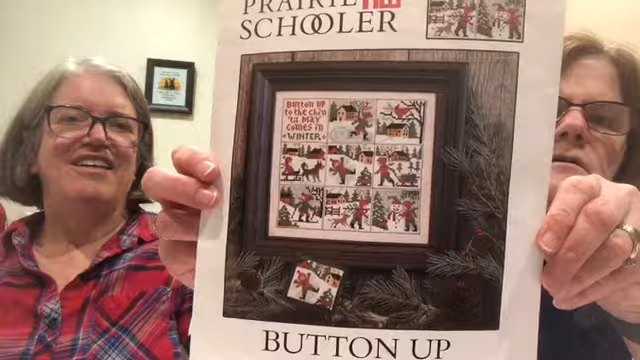 PRAIRIE
SCHOOLER
Button up
to the chin
'til May
Comes in
WINTER
BUTTON UP